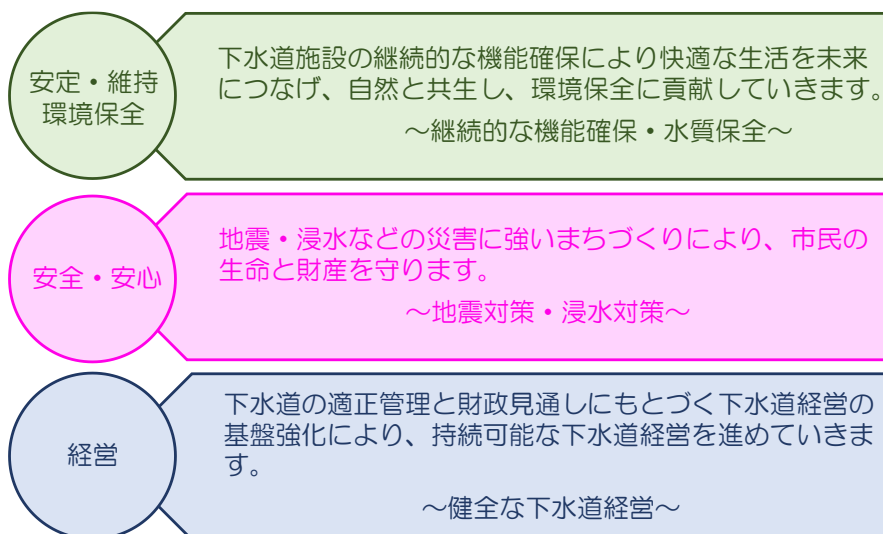 安定・維持
環境保全
下水道施設の継続的な機能確保により快適な生活を未来
につなげ、自然と共生し、環境保全に貢献していきます。
～継続的な機能確保・水質保全～
安全・安心
地震・浸水などの災害に強いまちづくりにより、市民の
生命と財産を守ります。
～地震対策・浸水対策～
経営
下水道の適正管理と財政見通しにもとづく下水道経営の
基盤強化により、持続可能な下水道経営を進めていきま
す。
～健全な下水道経営～